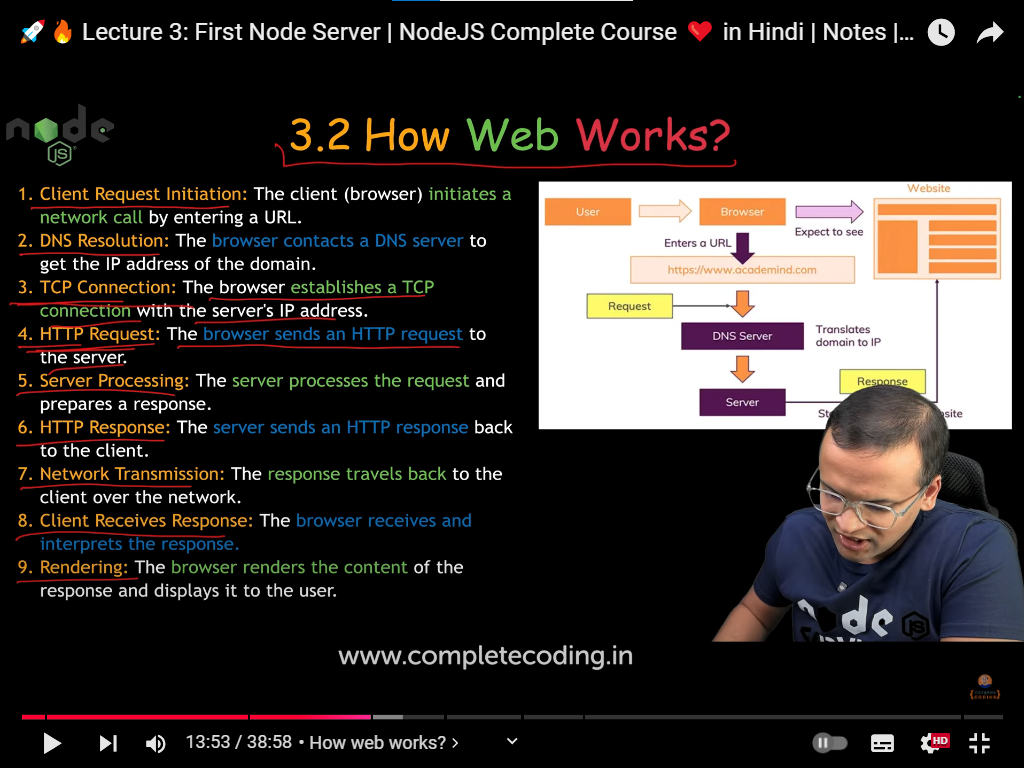 🚀🔥 Lecture 3: First Node Server | NodeJS Complete Course ❤️ in Hindi | Notes |...
node
JS
3.2 How Web Works?
1. Client Request Initiation: The client (browser) initiates a
network call by entering a URL.
2. DNS Resolution: The browser contacts a DNS server to
get the IP address of the domain.
3. TCP Connection: The browser establishes a TCP
connection with the server's IP address.
4. HTTP Request: The browser sends an HTTP request to
the server.
5. Server Processing: The server processes the request and
prepares a response.
6. HTTP Response: The server sends an HTTP response back
to the client.
7. Network Transmission: The response travels back to the
client over the network.
8. Client Receives Response: The browser receives and
interprets the response.
9. Rendering: The browser renders the content of the
response and displays it to the user.
Website
User
Browser
Expect to see
Enters a URL
https://www.academind.com
Request
DNS Server
Translates
domain to IP
Response
Server
www.completecoding.in
13:53 / 38:58 • How web works? >
HD